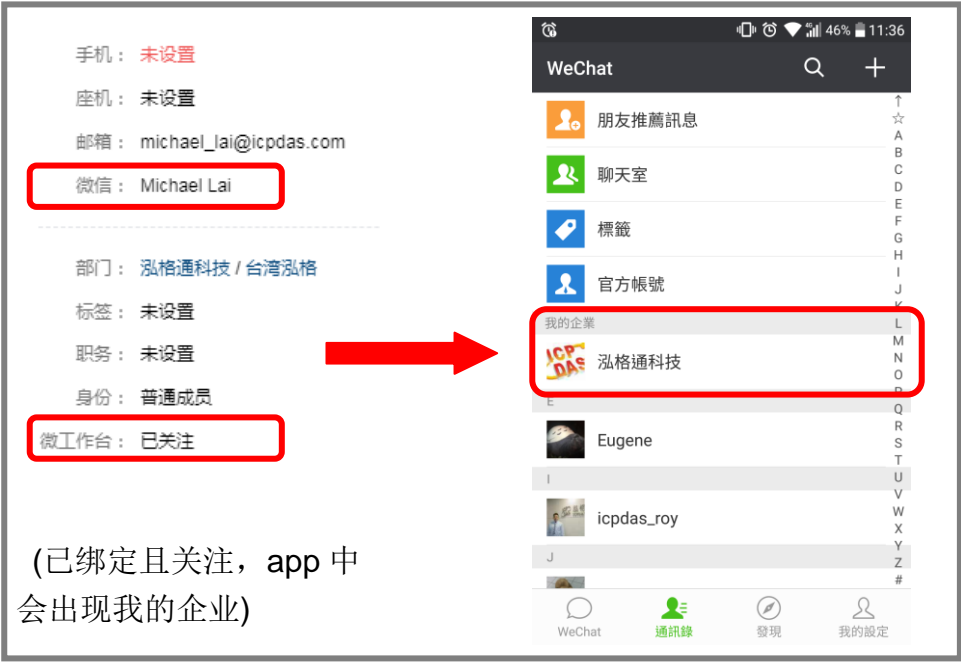 手机： 未设置
座机： 未设置
邮箱： michael_lai@icpdas.com
微信： Michael Lai
部门： 泓格通科技 / 台湾泓格
标签： 未设置
职务： 未设置
身份： 普通成员
微工作台： 已关注
(已绑定且关注，app 中
会出现我的企业)
46% 11:36
WeChat
朋友推薦訊息
聊天室
標籤
官方帳號
我的企業
ICP DAS
泓格通科技
E
Eugene
I
icpdas_roy
J
↑
☆
A
B
C
D
E
F
G
H
I
J
K
L
M
N
O
P
Q
R
S
T
U
V
W
X
Y
Z
#
WeChat 通訊錄 發現 我的設定